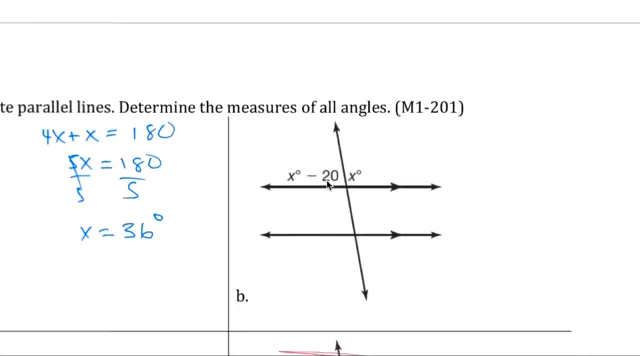 te parallel lines. Determine the measures of all angles. (M1-201)
4x + x = 180
5x = 180
5 5
x = 36°
x° − 20 x°
b.